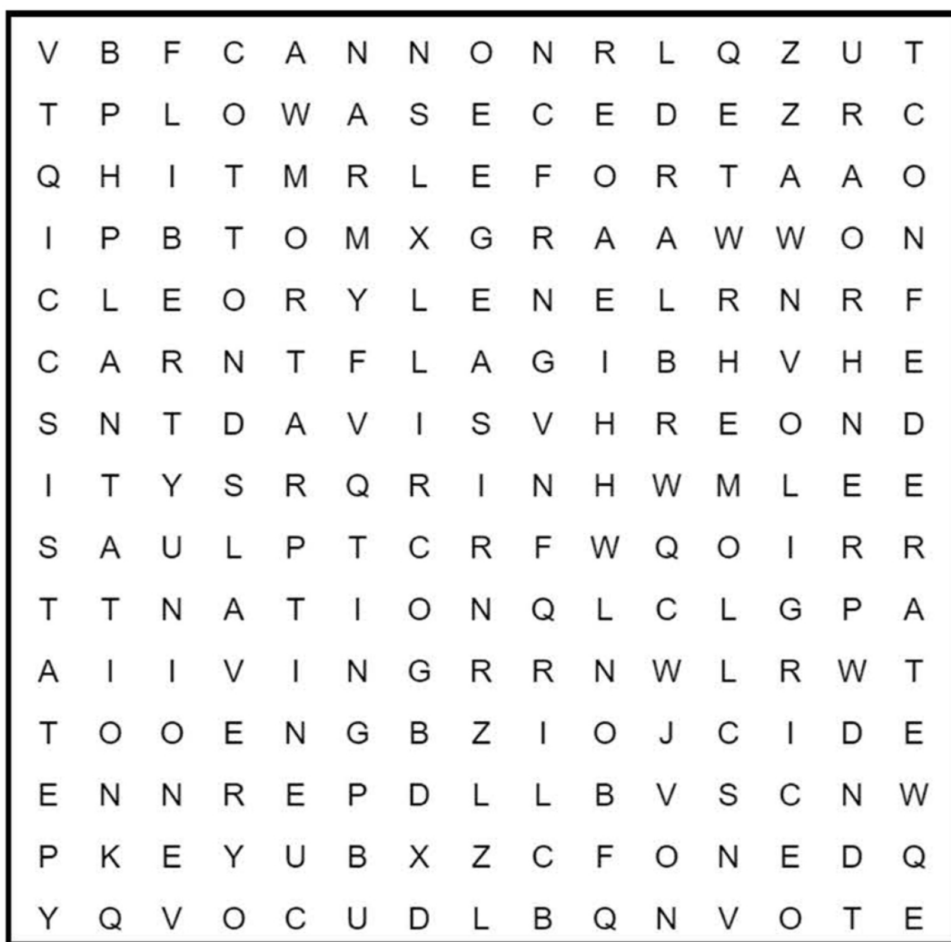 V B F C A N N O N R L Q Z U T
T P L O W A S E C E D E Z R C
Q H I T M R L E F O R T A A O
I P B T O M X G R A A W W O N
C L E O R Y L E N E L R N R F
C A R N T F L A G I B H V H E
S N T D A V I S V H R E O N D
I T Y S R Q R I N H W M L E E
S A U L P T C R F W Q O I R R
T T N A T I O N Q L C L G P A
A I I V I N G R R N W L R W T
T O O E N G B Z I O J C I D E
E N N R E P D L L B V S C N W
P K E Y U B X Z C F O N E D Q
Y Q V O C U D L B Q N V O T E